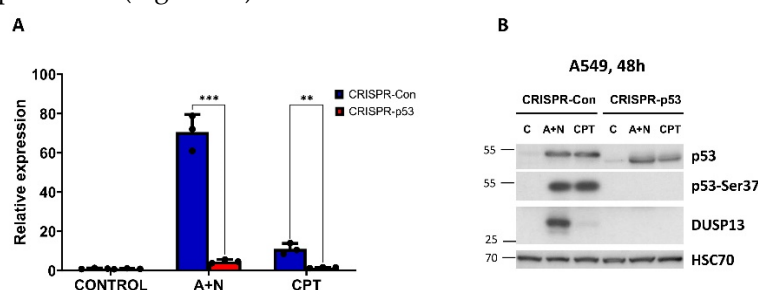 A
B
100
80
60
40
20
0
Relative expression
***
**
CRISPR-Con
CRISPR-p53
CONTROL A+N CPT
A549, 48h
CRISPR-Con CRISPR-p53
C A+N CPT C A+N CPT
55 p53
55 p53-Ser37
DUSP13
25
70 HSC70